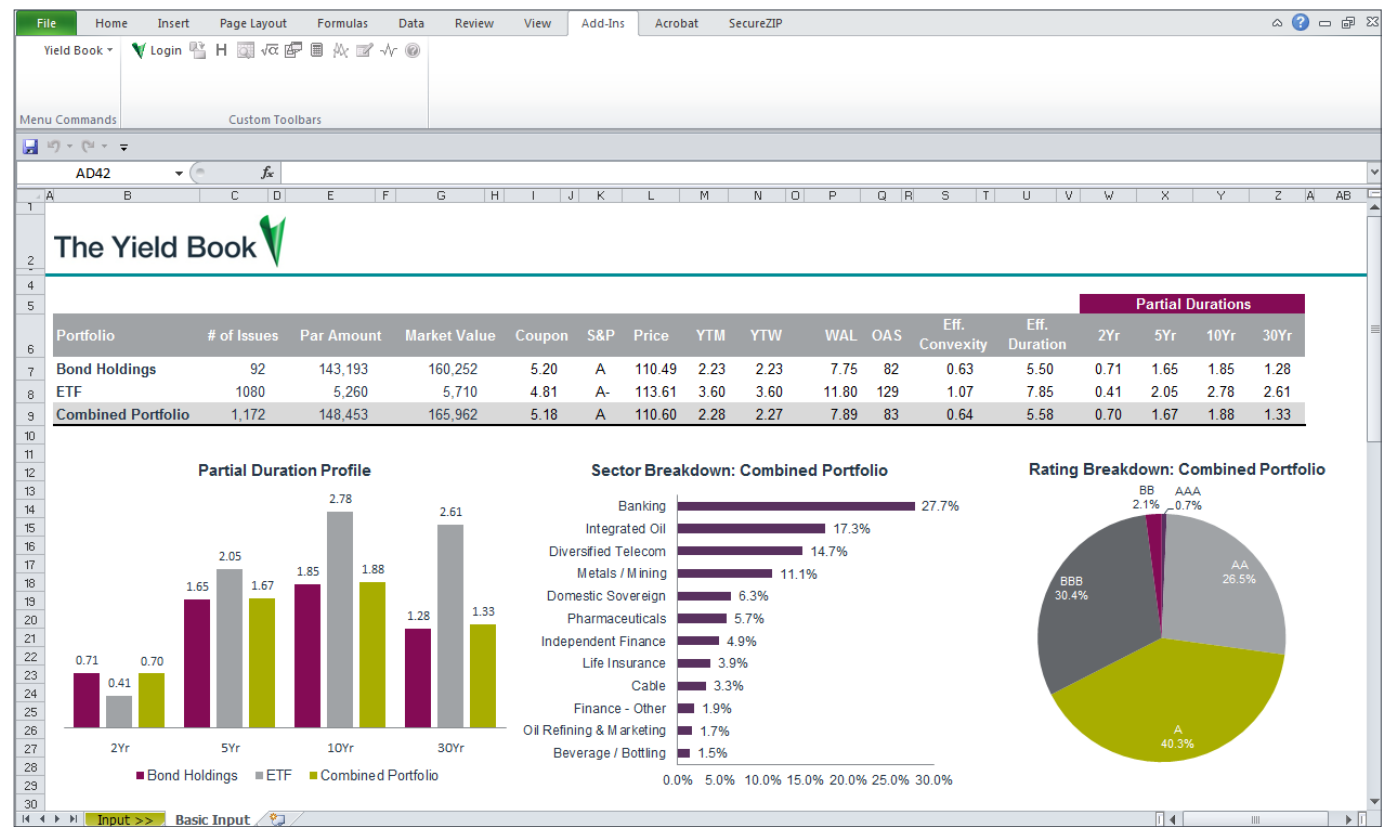 File Home Insert Page Layout Formulas Data Review View Add-Ins Acrobat SecureZIP
Yield Book Login H √α
Menu Commands Custom Toolbars
AD42 fx
A B C D E F G H I J K L M N O P Q R S T U V W X Y Z A AB
1
The Yield Book
2
4
5 Partial Durations
6 Portfolio # of Issues Par Amount Market Value Coupon S&P Price YTM YTW WAL OAS Eff. Convexity Eff. Duration 2Yr 5Yr 10Yr 30Yr
7 Bond Holdings 92 143,193 160,252 5.20 A 110.49 2.23 2.23 7.75 82 0.63 5.50 0.71 1.65 1.85 1.28
8 ETF 1080 5,260 5,710 4.81 A- 113.61 3.60 3.60 11.80 129 1.07 7.85 0.41 2.05 2.78 2.61
9 Combined Portfolio 1,172 148,453 165,962 5.18 A 110.60 2.28 2.27 7.89 83 0.64 5.58 0.70 1.67 1.88 1.33
10
11
12
13
14
15
16
17
18
19
20
21
22
23
24
25
26
27
28
29
30
Partial Duration Profile
0.71 0.41 0.70
1.65 2.05 1.67
1.85 2.78 1.88
1.28 2.61 1.33
2Yr 5Yr 10Yr 30Yr
Bond Holdings ETF Combined Portfolio
Sector Breakdown: Combined Portfolio
Banking 27.7%
Integrated Oil 17.3%
Diversified Telecom 14.7%
Metals / Mining 11.1%
Domestic Sovereign 6.3%
Pharmaceuticals 5.7%
Independent Finance 4.9%
Life Insurance 3.9%
Cable 3.3%
Finance - Other 1.9%
Oil Refining & Marketing 1.7%
Beverage / Bottling 1.5%
0.0% 5.0% 10.0% 15.0% 20.0% 25.0% 30.0%
Rating Breakdown: Combined Portfolio
BB
2.1%
AAA
0.7%
AA
26.5%
BBB
30.4%
A
40.3%
Input >> Basic Input